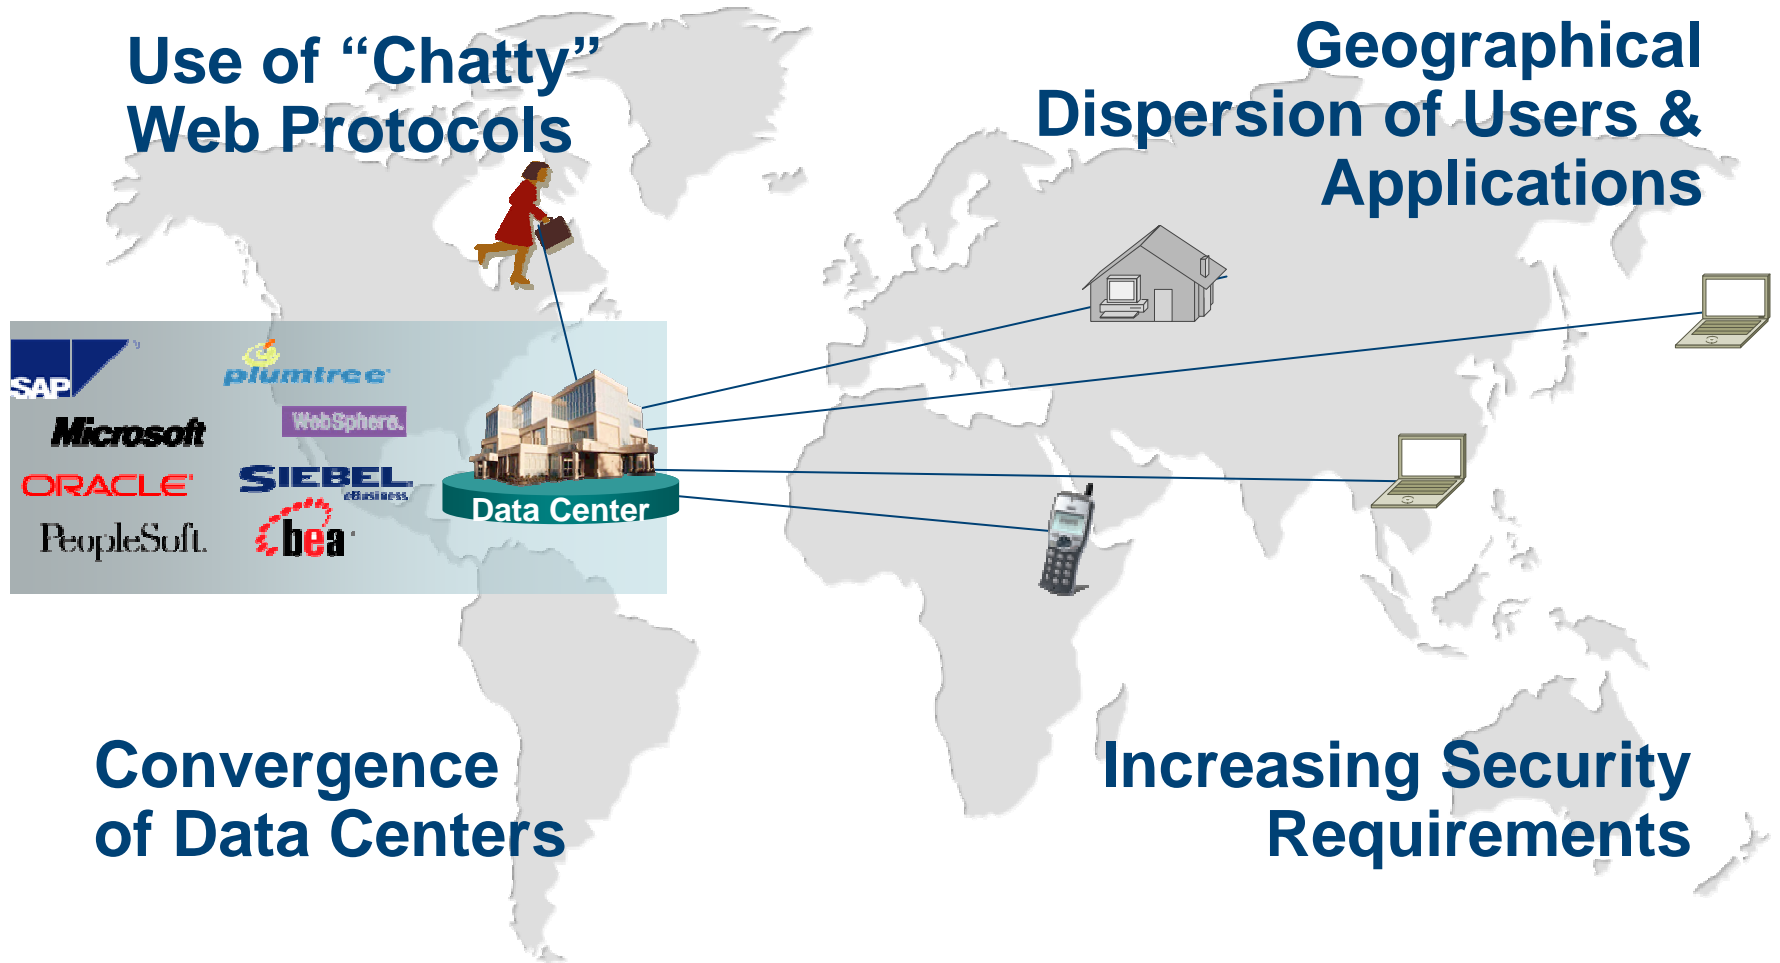 Use of “Chatty”
Web Protocols
Geographical
Dispersion of Users &
Applications
SAP
plumtree
Microsoft
WebSphere.
ORACLE
SIEBEL
eBusiness
PeopleSoft.
bea
Data Center
Convergence
of Data Centers
Increasing Security
Requirements